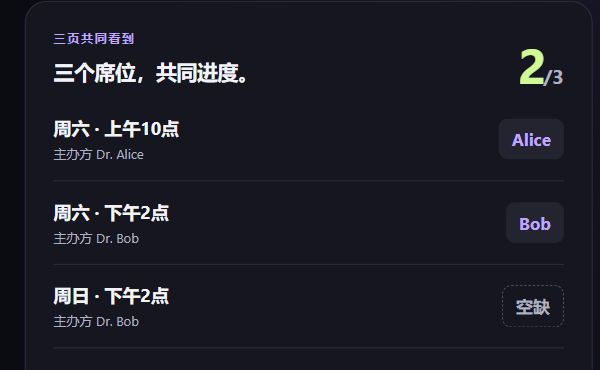 三页共同看到
三个席位，共同进度。
2/3
周六 · 上午10点
主办方 Dr. Alice
Alice
周六 · 下午2点
主办方 Dr. Bob
Bob
周日 · 下午2点
主办方 Dr. Bob
空缺